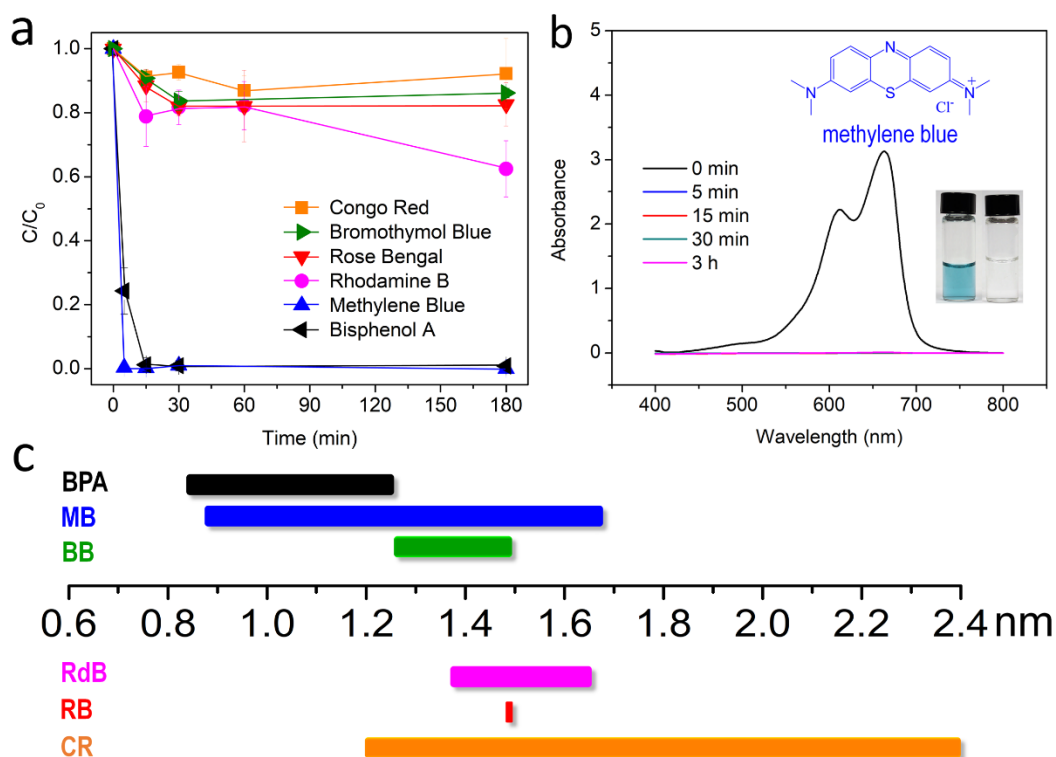 a
1.0
0.8
0.6
0.4
0.2
0.0
C/C₀
Congo Red
Bromothymol Blue
Rose Bengal
Rhodamine B
Methylene Blue
Bisphenol A
0 30 60 90 120 150 180
Time (min)
b
5
4
3
2
1
0
Absorbance
N
N
S
N⁺
Cl⁻
methylene blue
0 min
5 min
15 min
30 min
3 h
400 500 600 700 800
Wavelength (nm)
c
BPA
MB
BB
0.6 0.8 1.0 1.2 1.4 1.6 1.8 2.0 2.2 2.4 nm
RdB
RB
CR